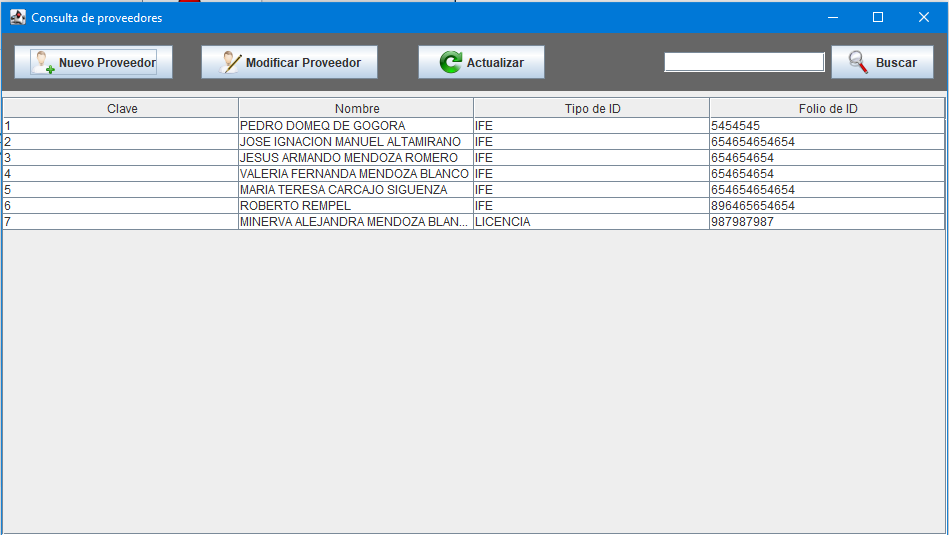 Consulta de proveedores
Nuevo Proveedor Modificar Proveedor Actualizar Buscar
Clave Nombre Tipo de ID Folio de ID
1 PEDRO DOMEQ DE GOGORA IFE 5454545
2 JOSE IGNACION MANUEL ALTAMIRANO IFE 654654654654
3 JESUS ARMANDO MENDOZA ROMERO IFE 654654654
4 VALERIA FERNANDA MENDOZA BLANCO IFE 654654654
5 MARIA TERESA CARCAJO SIGUENZA IFE 654654654654
6 ROBERTO REMPEL IFE 896465654654
7 MINERVA ALEJANDRA MENDOZA BLAN... LICENCIA 987987987